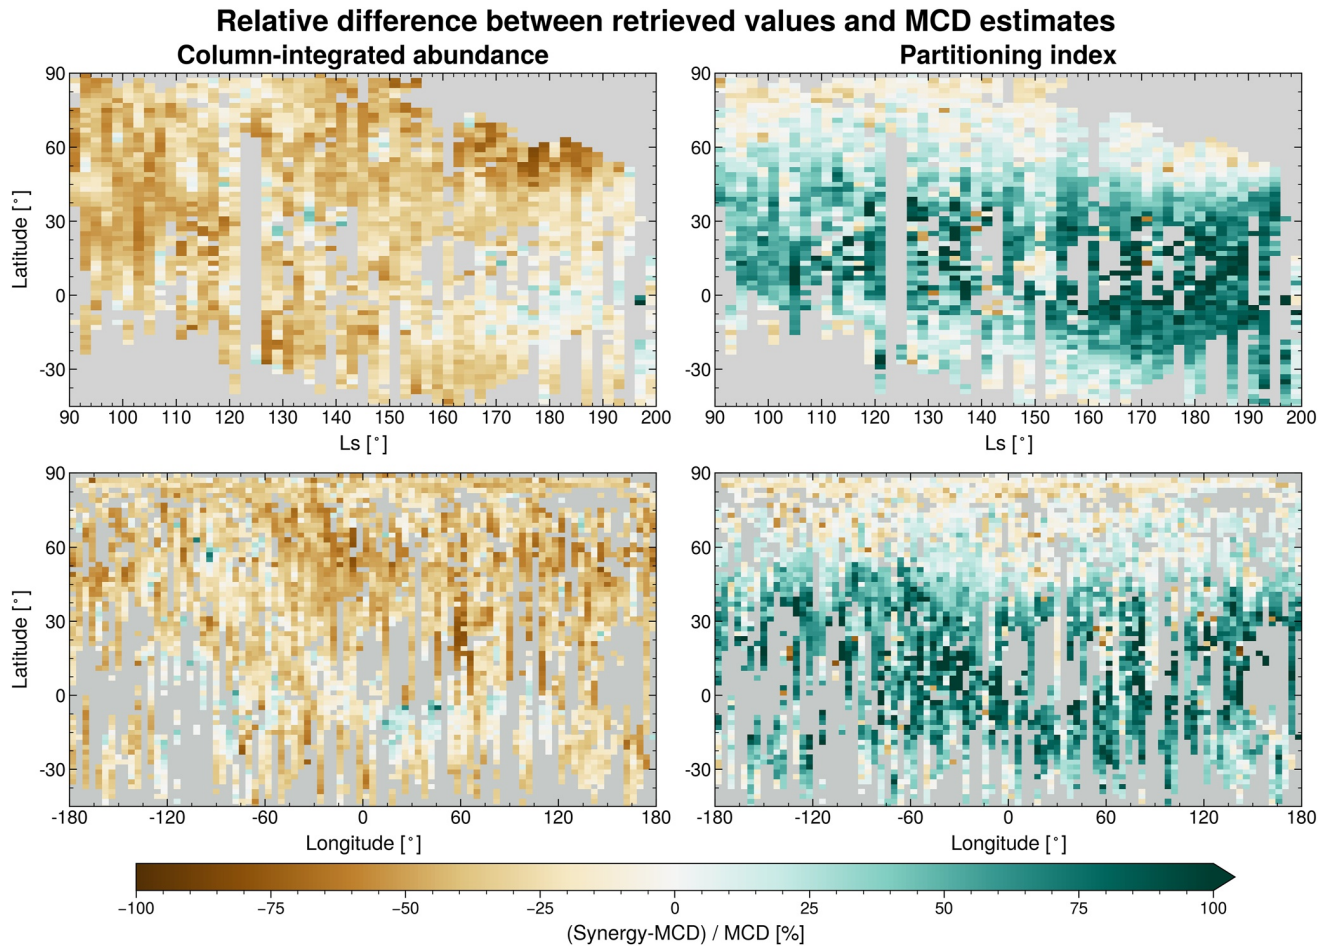 Relative difference between retrieved values and MCD estimates
Column-integrated abundance
Partitioning index
90
60
30
0
-30
Latitude [°]
90 100 110 120 130 140 150 160 170 180 190 200
Ls [°]
90
60
30
0
-30
90 100 110 120 130 140 150 160 170 180 190 200
Ls [°]
90
60
30
0
-30
Latitude [°]
-180 -120 -60 0 60 120 180
Longitude [°]
90
60
30
0
-30
-180 -120 -60 0 60 120 180
Longitude [°]
−100 −75 −50 −25 0 25 50 75 100
(Synergy-MCD) / MCD [%]